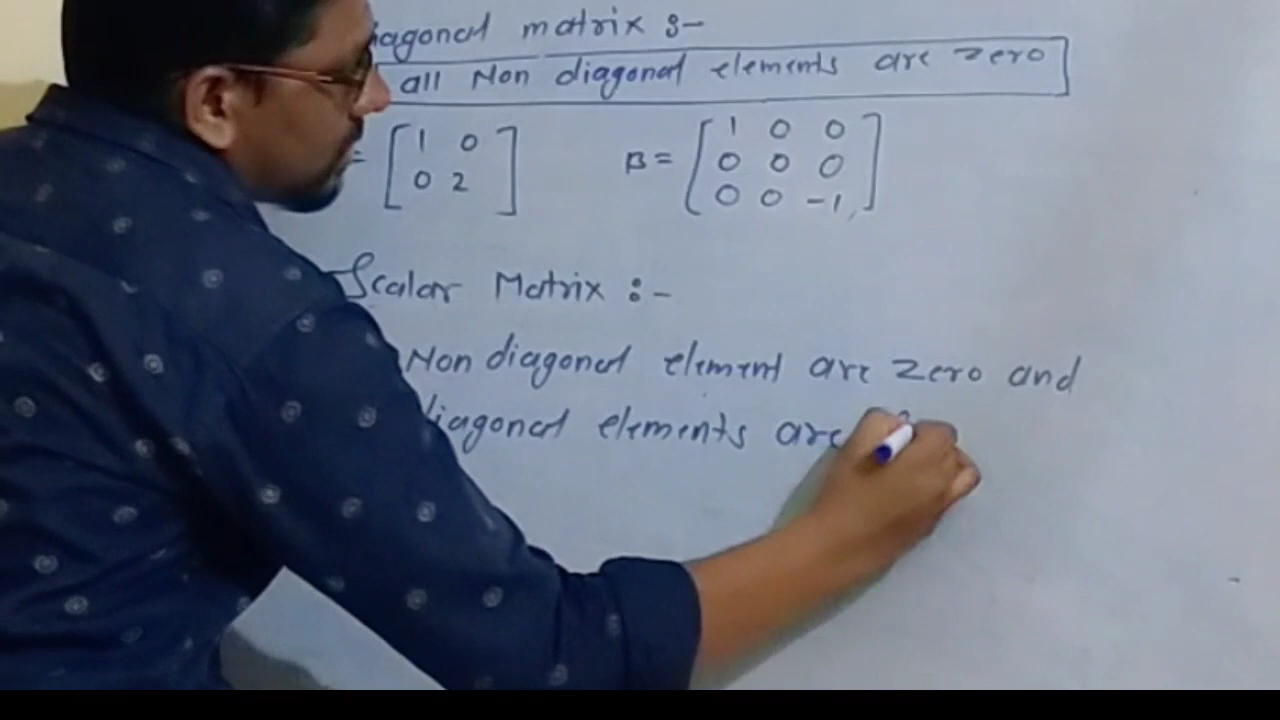 iagonal matrix :-
all Non diagonal elements are zero
= [ 1 0 B = [ 1 0 0
0 2 ] 0 0 0
0 0 -1 ]
Scalar Matrix :-
Non diagonal element are zero and
diagonal elements are